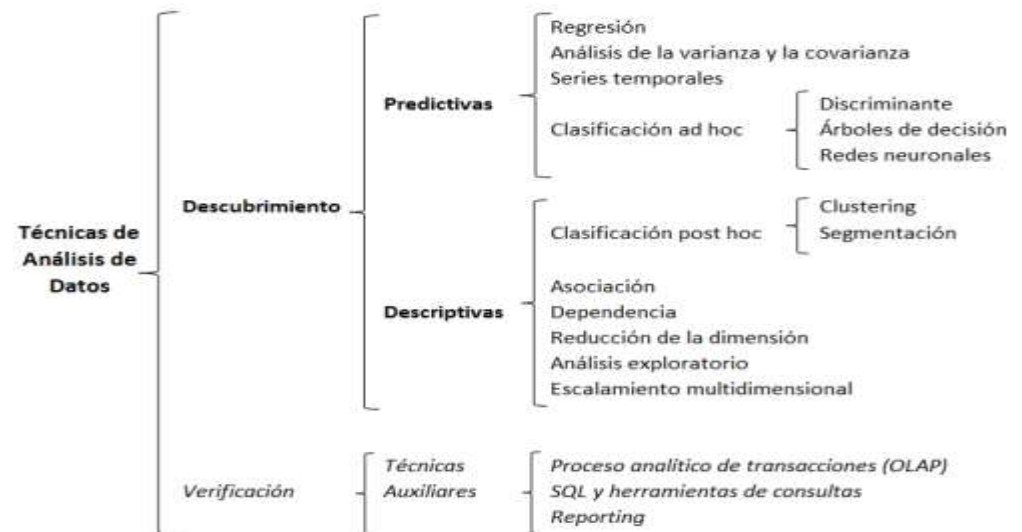 Técnicas de
Análisis de
Datos
Descubrimiento
Predictivas
Regresión
Análisis de la varianza y la covarianza
Series temporales
Clasificación ad hoc
Discriminante
Árboles de decisión
Redes neuronales
Descriptivas
Clasificación post hoc
Clustering
Segmentación
Asociación
Dependencia
Reducción de la dimensión
Análisis exploratorio
Escalamiento multidimensional
Verificación
Técnicas
Auxiliares
Proceso analítico de transacciones (OLAP)
SQL y herramientas de consultas
Reporting